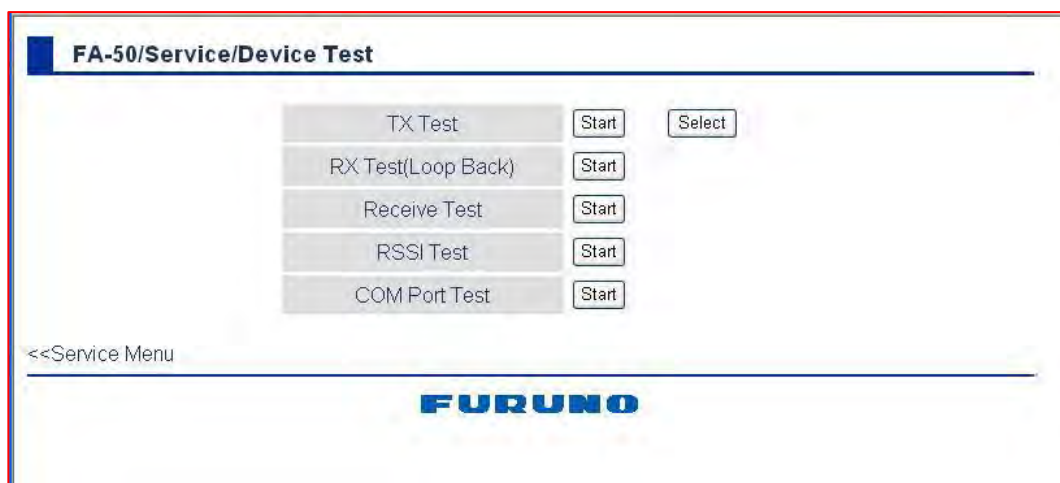 FA-50/Service/Device Test
TX Test Start Select
RX Test(Loop Back) Start
Receive Test Start
RSSI Test Start
COM Port Test Start
<<Service Menu
FURUNO